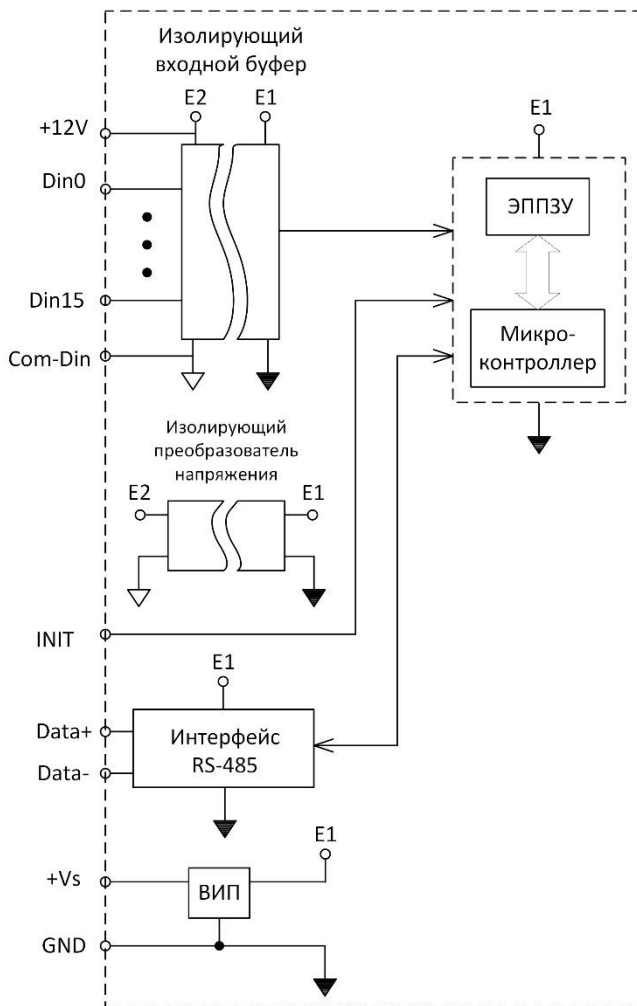 Изолирующий
входной буфер
E2
E1
+12V
E1
Din0
ЭППЗУ
Din15
Микро-
контроллер
Com-Din
Изолирующий
преобразователь
напряжения
E2
E1
INIT
E1
Data+
Интерфейс
RS-485
Data-
E1
+Vs
ВИП
GND